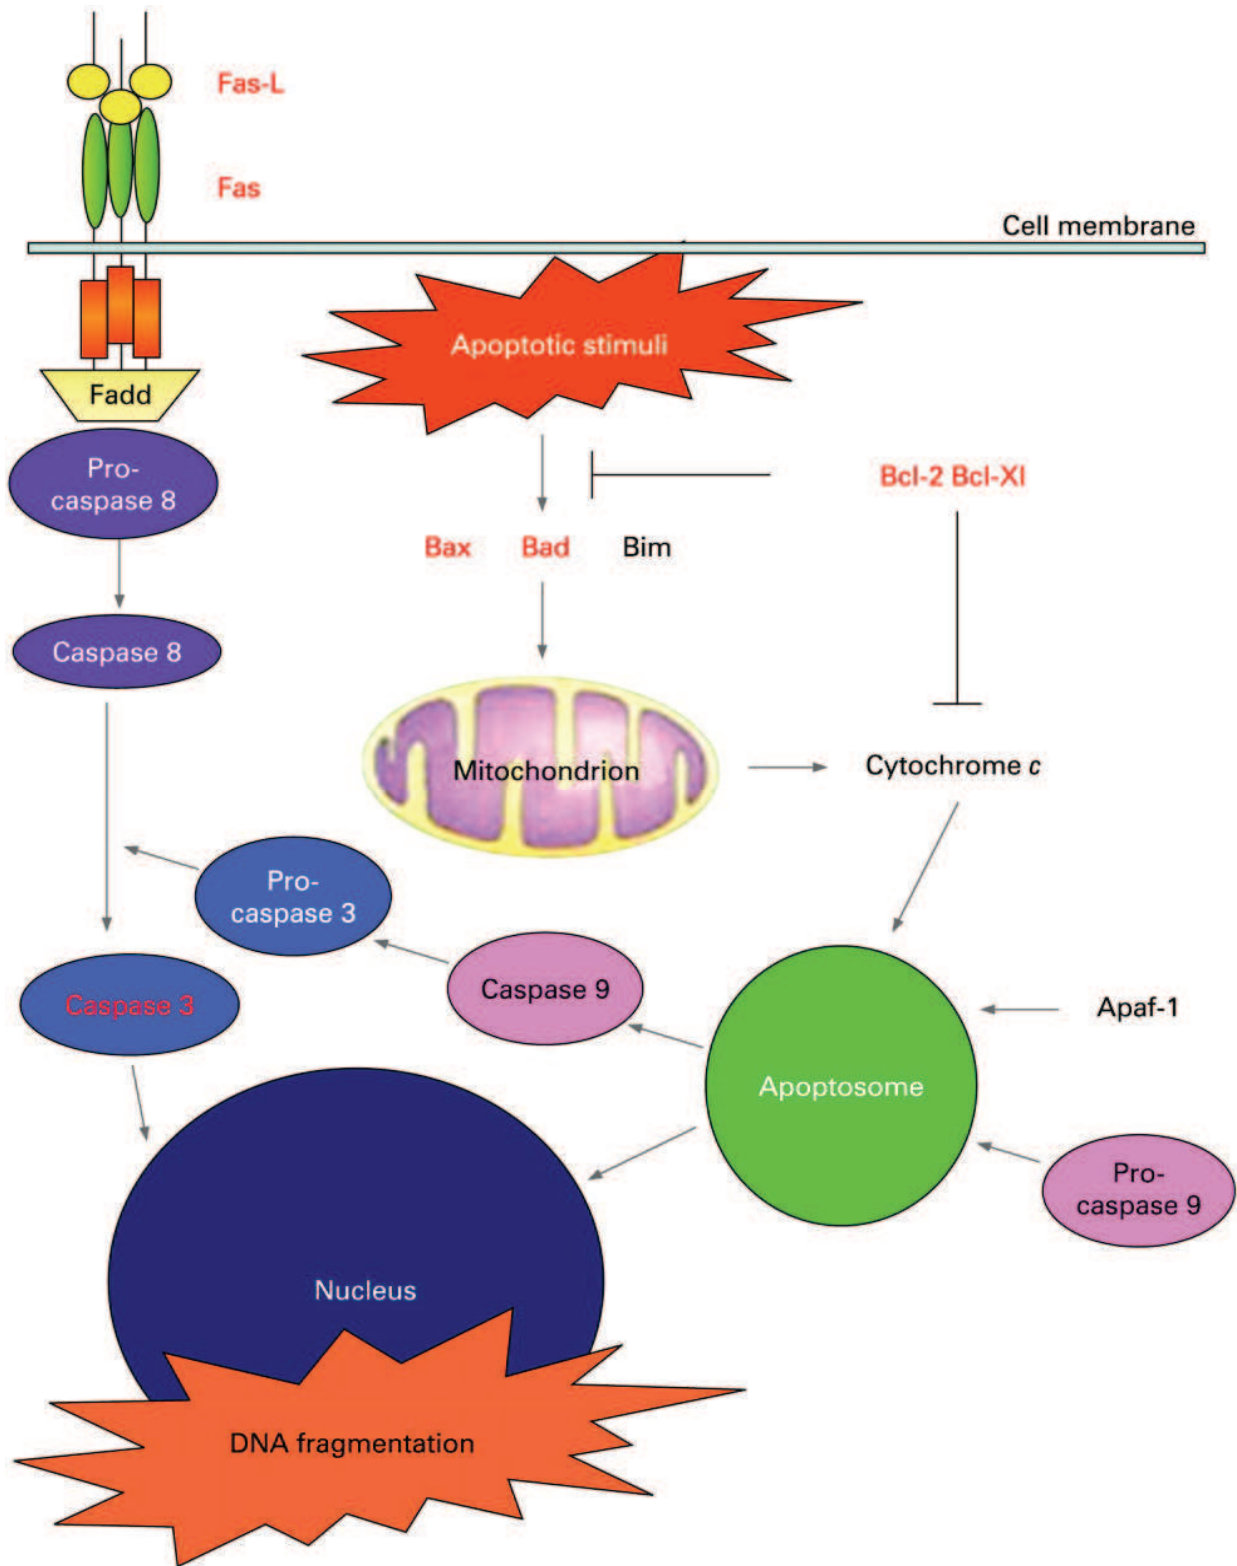 Fas-L
Fas
Cell membrane
Apoptotic stimuli
Fadd
Pro-
caspase 8
Bcl-2 Bcl-Xl
Bax Bad Bim
Caspase 8
Mitochondrion
Cytochrome c
Pro-
caspase 3
Caspase 9
Caspase 3
Apaf-1
Apoptosome
Pro-
caspase 9
Nucleus
DNA fragmentation